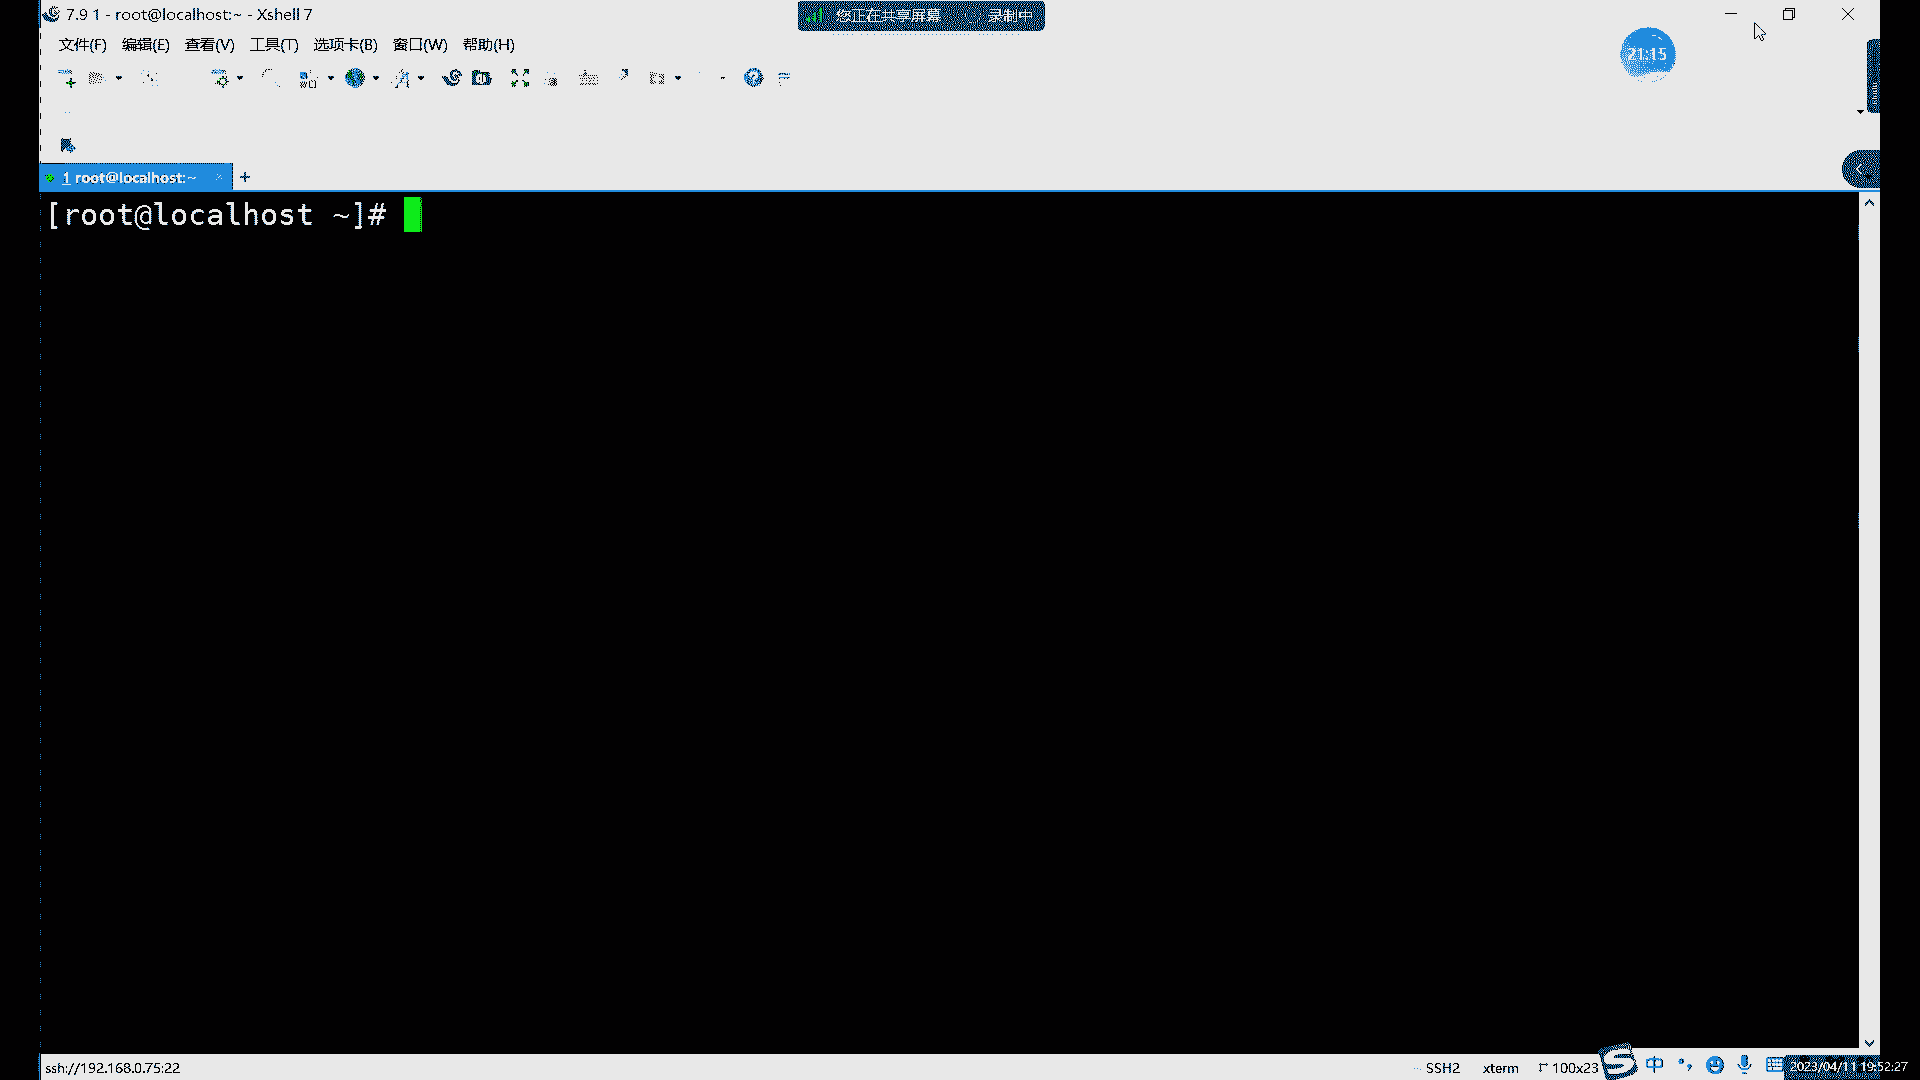 7.9 1 - root@localhost:~ - Xshell 7
您正在共享屏幕 录制中
21:15
文件(F) 编辑(E) 查看(V) 工具(T) 选项卡(B) 窗口(W) 帮助(H)
1 root@localhost:~ × +
[root@localhost ~]#
ssh://192.168.0.75:22 SSH2 xterm 100x23 中 2023/04/11 19:52:27